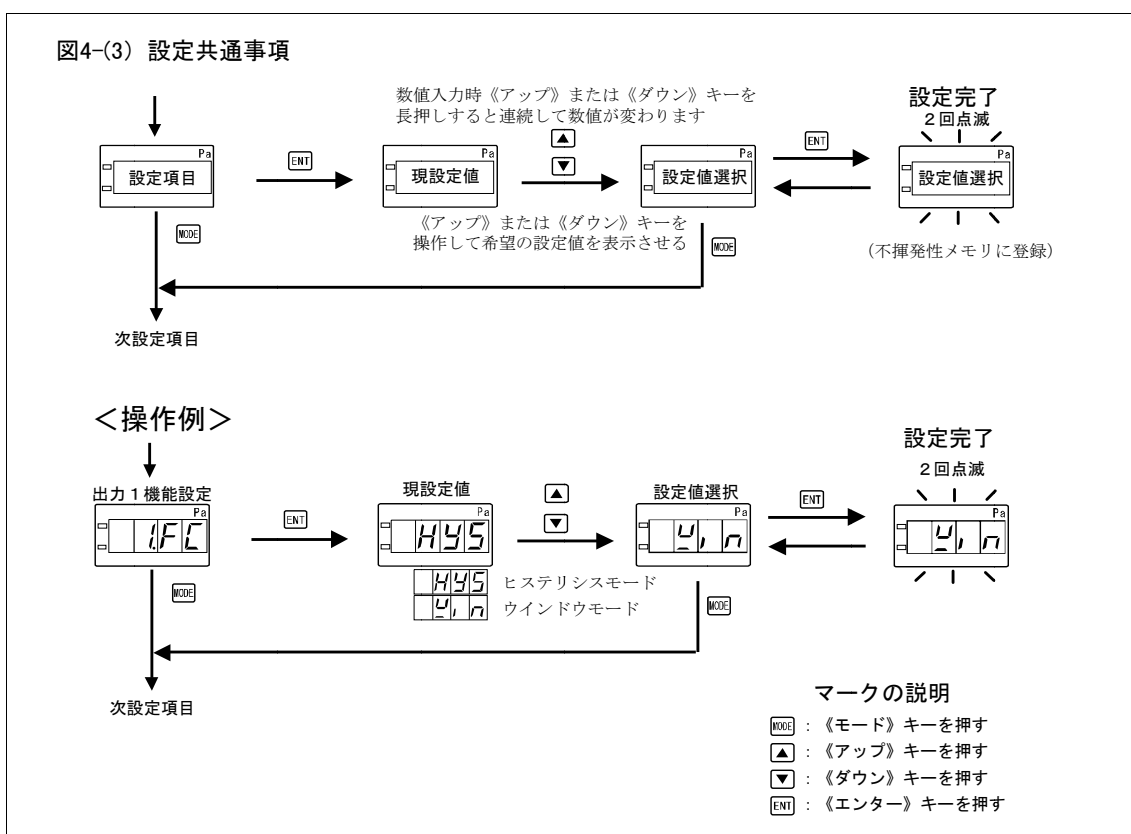 図4-(3) 設定共通事項
数値入力時《アップ》または《ダウン》キーを
長押しすると連続して数値が変わります
設定完了
2回点滅
Pa
設定項目
ENT
Pa
現設定値
▲
▼
Pa
設定値選択
ENT
Pa
設定値選択
MODE
《アップ》または《ダウン》キーを
操作して希望の設定値を表示させる
MODE
(不揮発性メモリに登録)
次設定項目
<操作例>
設定完了
2回点滅
出力1機能設定
Pa
1.FC
ENT
現設定値
Pa
HYS
▲
▼
設定値選択
Pa
Win
ENT
Pa
Win
MODE
HYS ヒステリシスモード
Win ウインドウモード
MODE
次設定項目
マークの説明
MODE : 《モード》キーを押す
▲ : 《アップ》キーを押す
▼ : 《ダウン》キーを押す
ENT : 《エンター》キーを押す